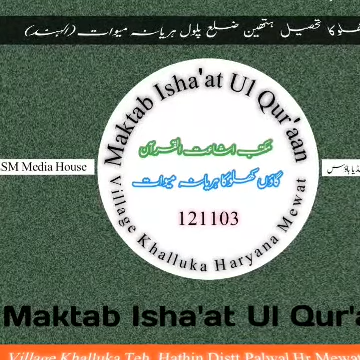 کا تحصیل ہتھین ضلع پلول ہریانہ میوات (الہند)
Maktab Isha'at Ul Qur'aan
مکتب اشاعت القرآن
SM Media House
گاؤں کھلوکا ہریانہ میوات
121103
Village Khalluka Haryana Mewat
Maktab Isha'at Ul Qur'a
Village Khalluka Teh. Hathin Distt Palwal Hr Mewa